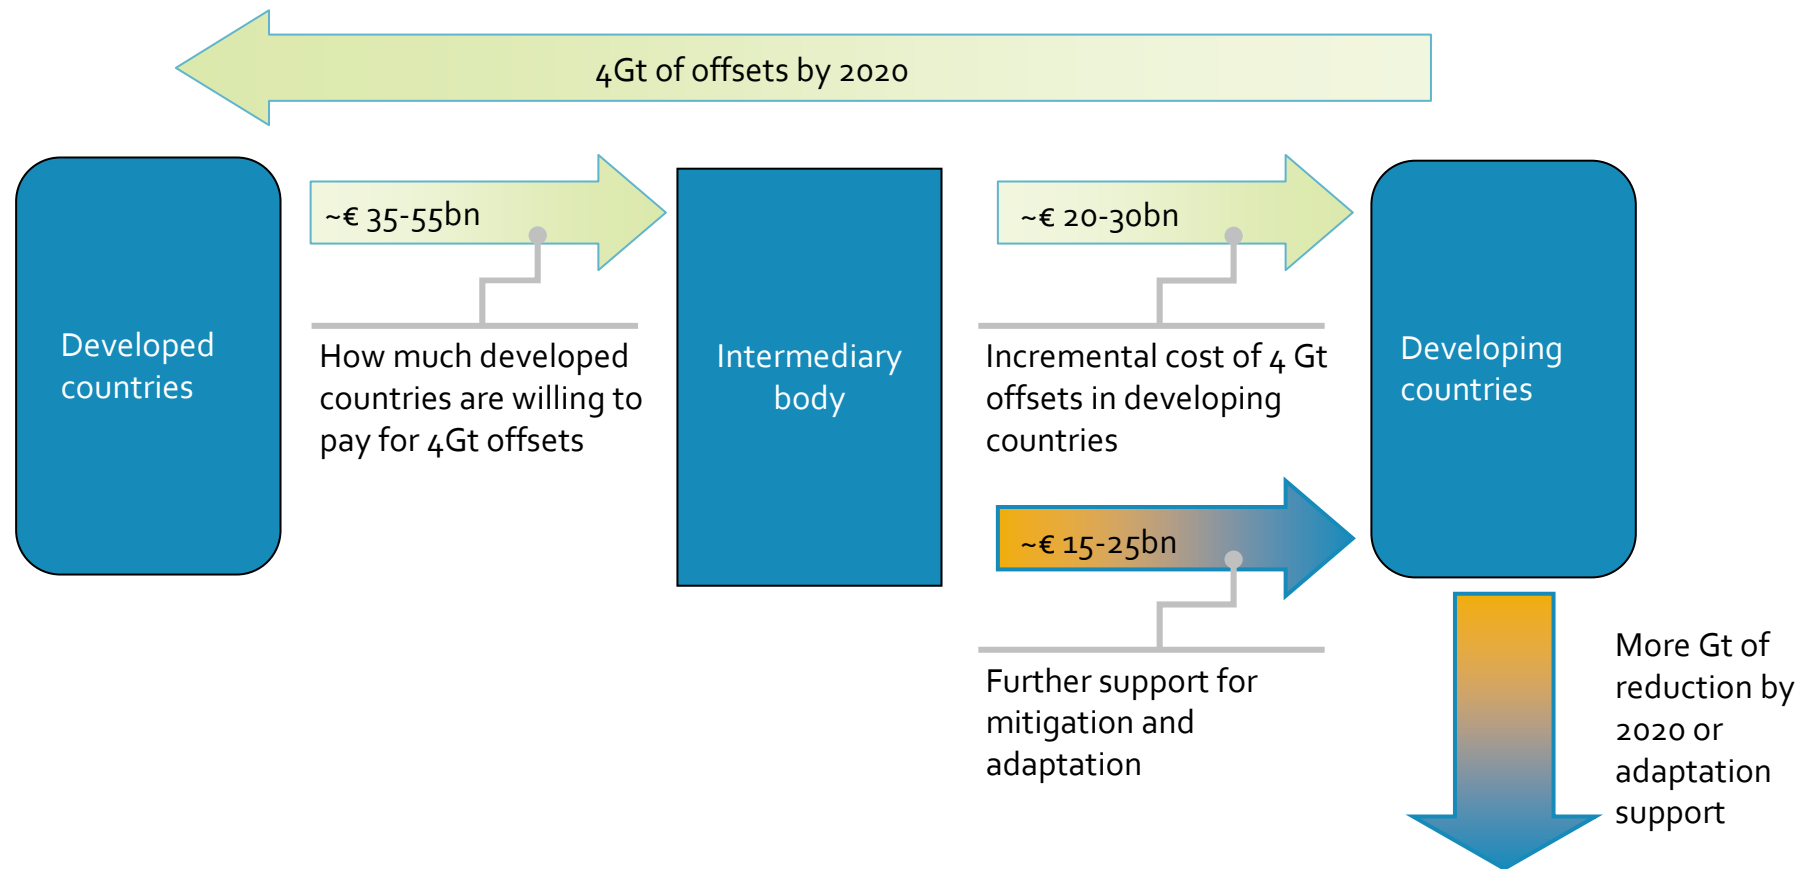 4Gt of offsets by 2020
~€ 35-55bn
~€ 20-30bn
Developed
countries
How much developed
countries are willing to
pay for 4Gt offsets
Intermediary
body
Incremental cost of 4 Gt
offsets in developing
countries
Developing
countries
~€ 15-25bn
Further support for
mitigation and
adaptation
More Gt of
reduction by
2020 or
adaptation
support